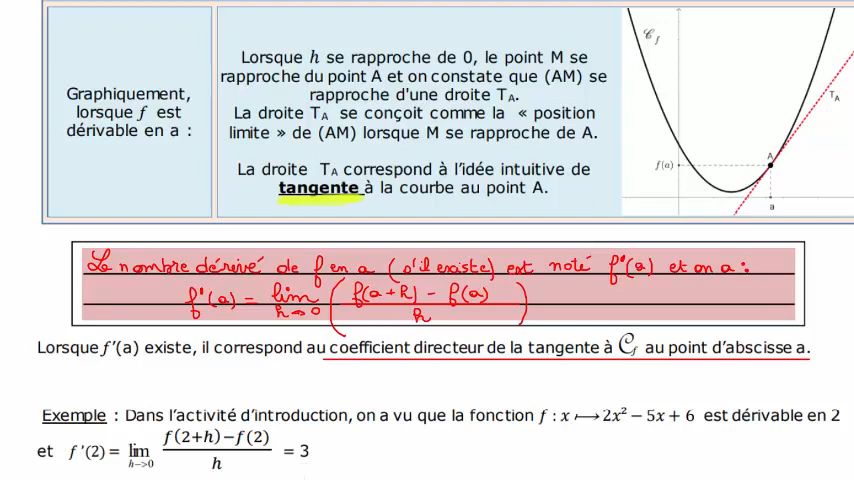 Graphiquement,
lorsque f est
dérivable en a :
Lorsque h se rapproche de 0, le point M se
rapproche du point A et on constate que (AM) se
rapproche d'une droite TA.
La droite TA se conçoit comme la « position
limite » de (AM) lorsque M se rapproche de A.
La droite TA correspond à l'idée intuitive de
tangente à la courbe au point A.
𝒞f
TA
A
f(a)
a
Le nombre dérivé de f en a (s'il existe) est noté f'(a) et on a :
f'(a) = lim h→0 ( f(a+h) - f(a) / h )
Lorsque f'(a) existe, il correspond au coefficient directeur de la tangente à 𝒞f au point d'abscisse a.
Exemple : Dans l'activité d'introduction, on a vu que la fonction f : x ⟼ 2x² − 5x + 6 est dérivable en 2
et f'(2) = lim h−>0 f(2+h)−f(2) / h = 3